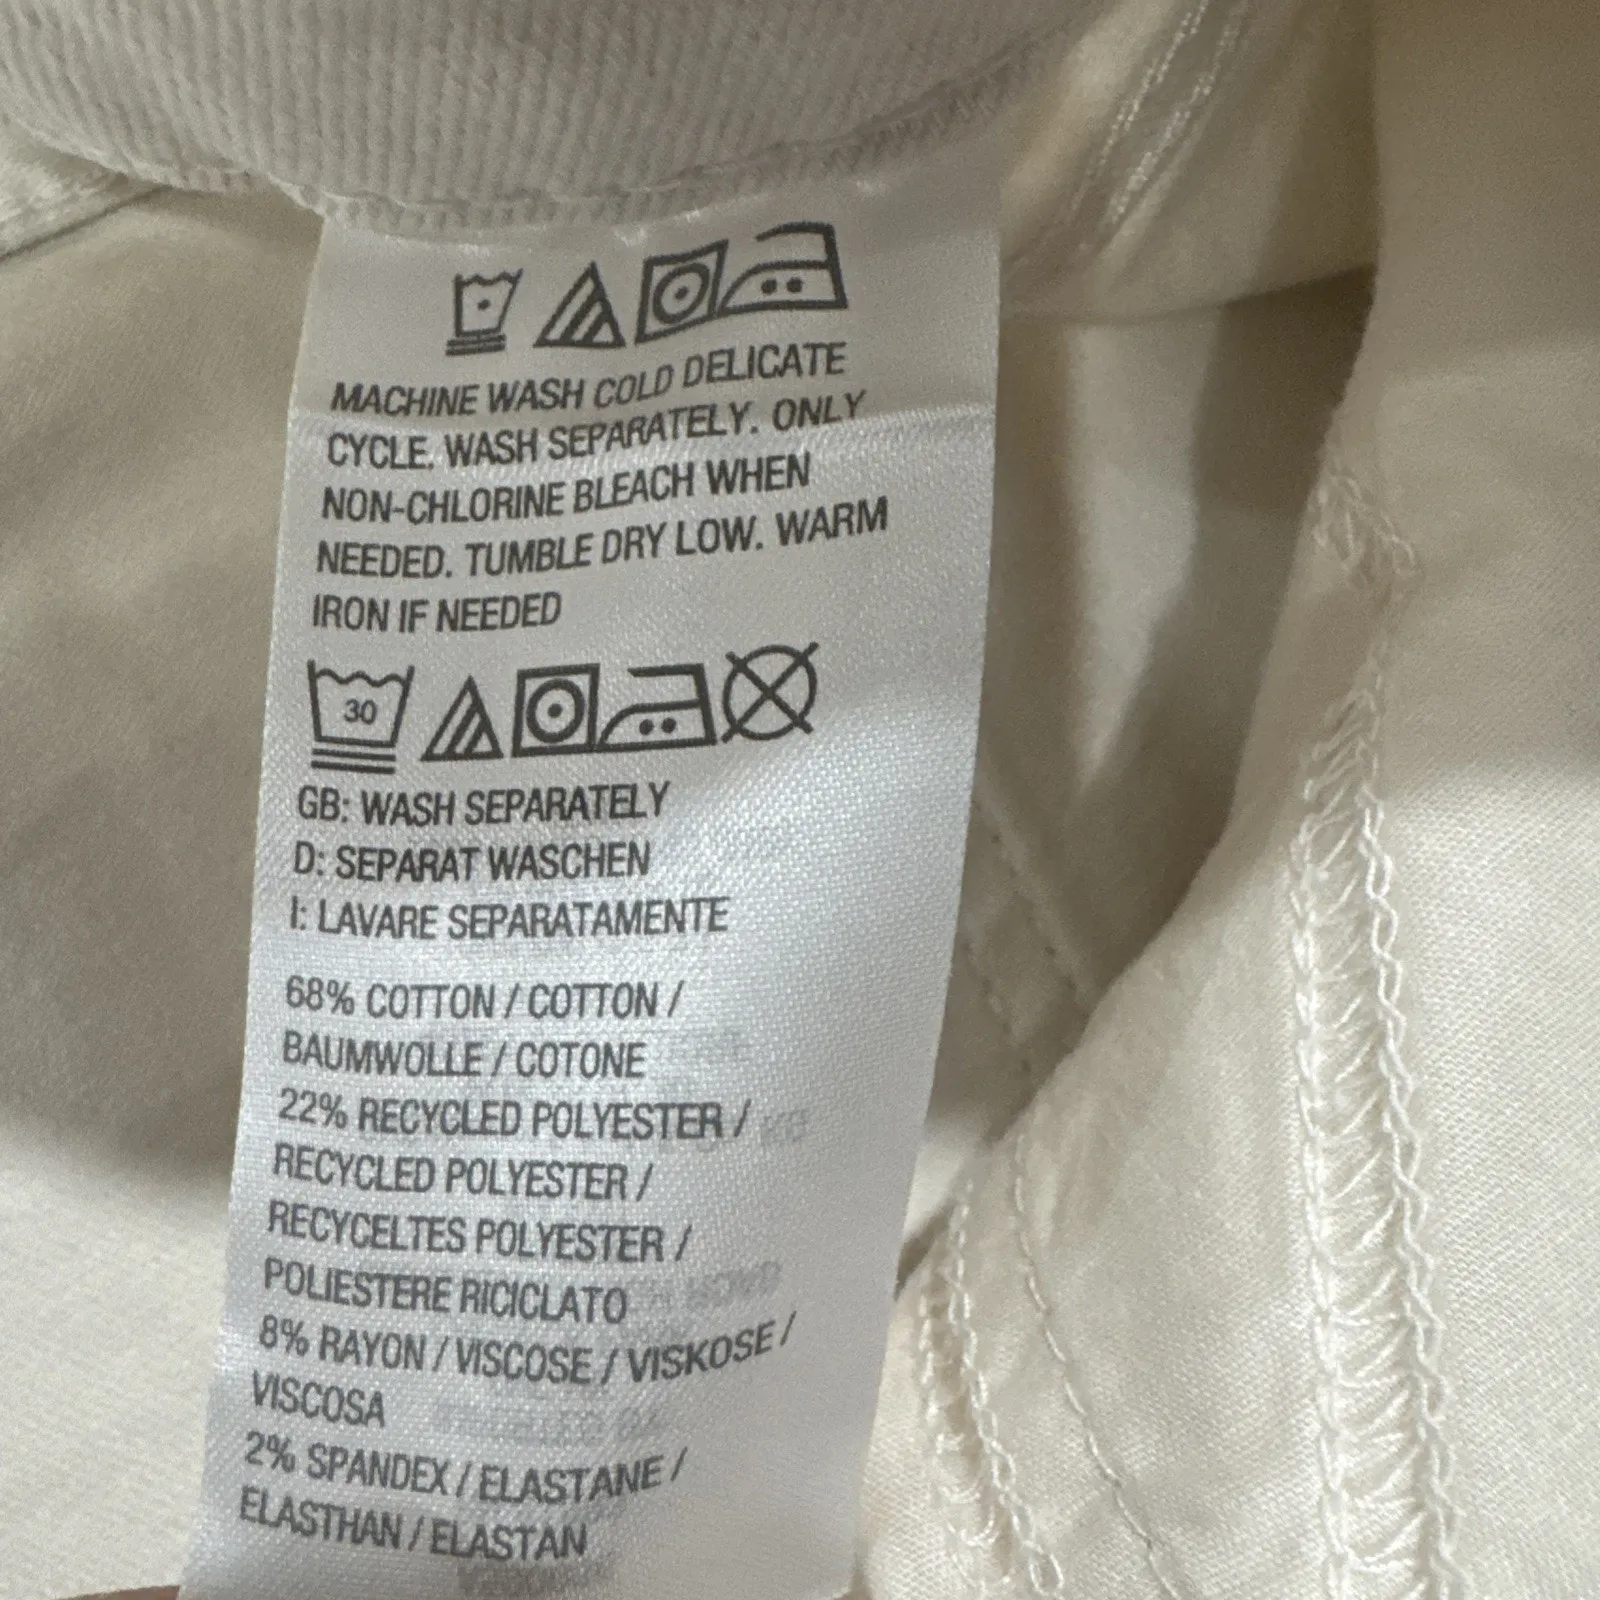 MACHINE WASH COLD DELICATE
CYCLE. WASH SEPARATELY. ONLY
NON-CHLORINE BLEACH WHEN
NEEDED. TUMBLE DRY LOW. WARM
IRON IF NEEDED
30
GB: WASH SEPARATELY
D: SEPARAT WASCHEN
I: LAVARE SEPARATAMENTE
68% COTTON / COTTON /
BAUMWOLLE / COTONE
22% RECYCLED POLYESTER /
RECYCLED POLYESTER /
RECYCELTES POLYESTER /
POLIESTERE RICICLATO
8% RAYON / VISCOSE / VISKOSE /
VISCOSA
2% SPANDEX / ELASTANE /
ELASTHAN / ELASTAN